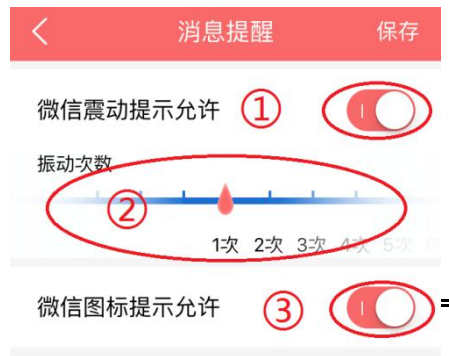 消息提醒 保存
微信震动提示允许 ①
振动次数
②
1次 2次 3次 4次 5次
微信图标提示允许 ③